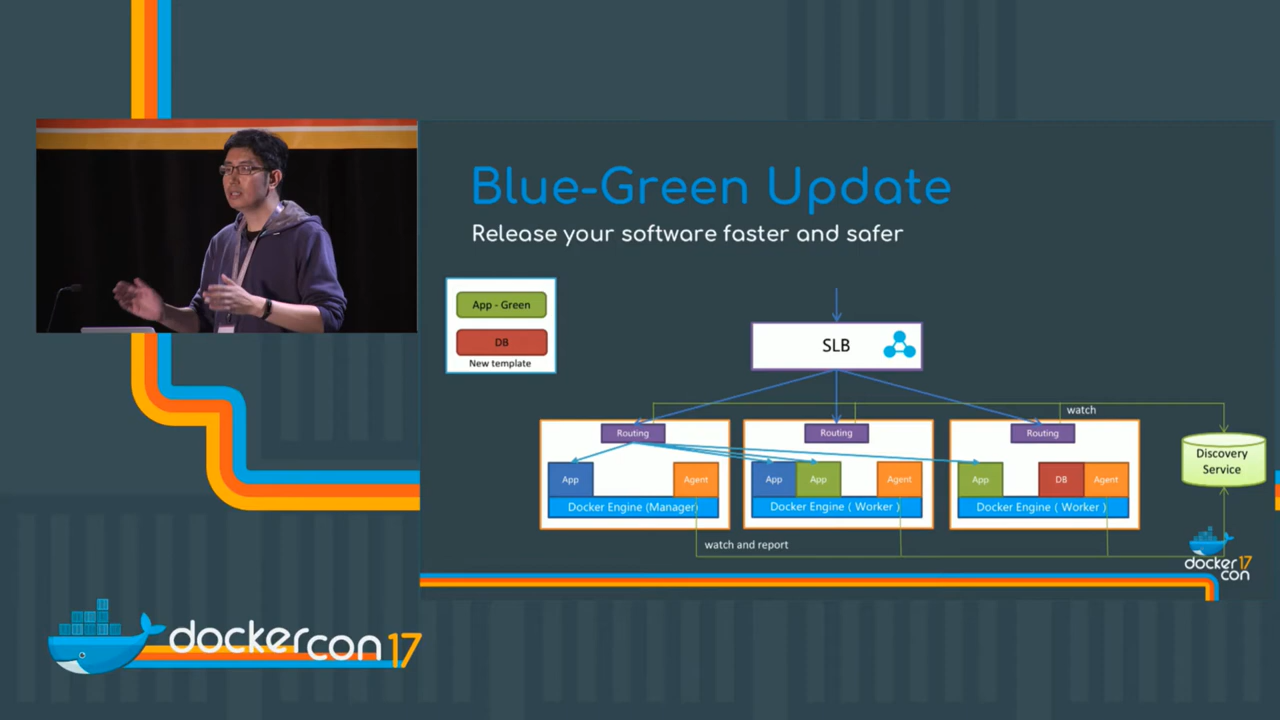 Blue-Green Update
Release your software faster and safer
App - Green
DB
New template
SLB
watch
Routing
Routing
Routing
Discovery
Service
App
Agent
App
App
Agent
App
DB
Agent
Docker Engine (Manager)
Docker Engine ( Worker )
Docker Engine ( Worker )
watch and report
docker17
con
dockercon17